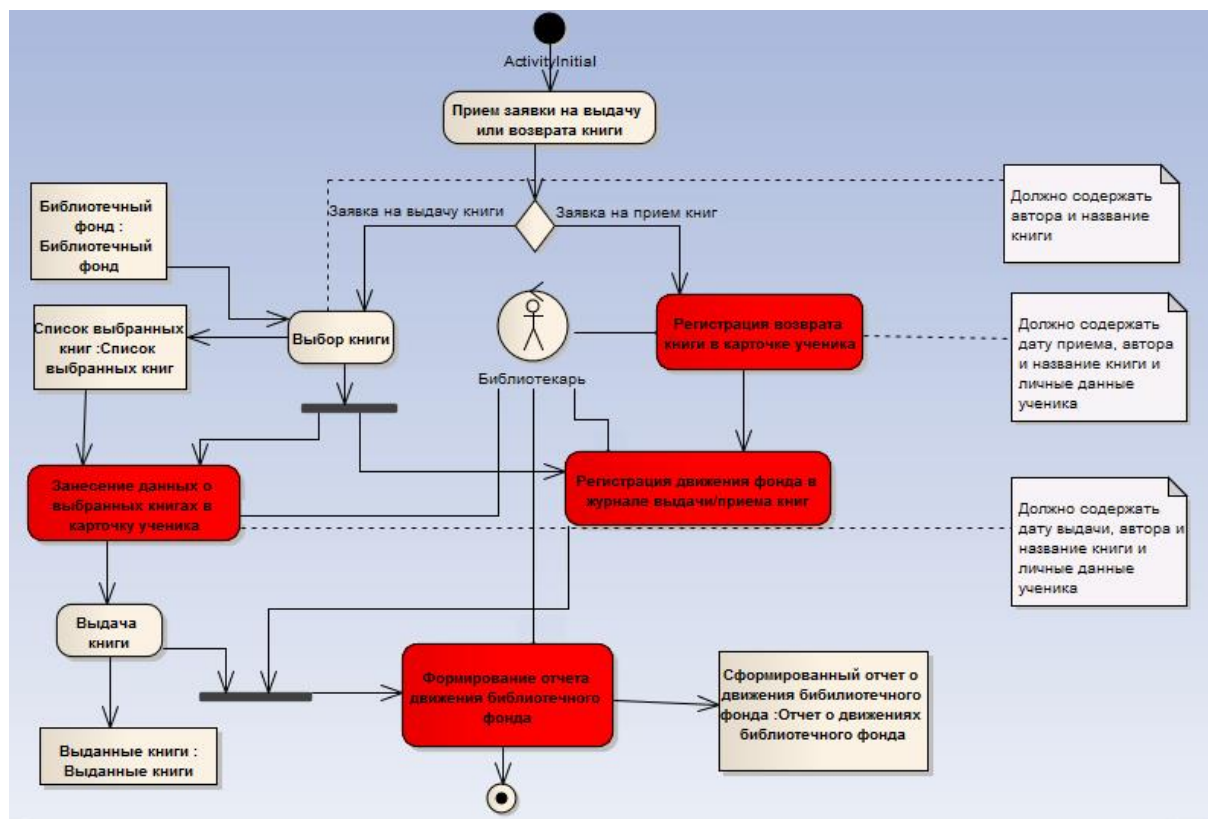 ActivityInitial
Прием заявки на выдачу
или возврата книги
Должно содержать
автора и название
книги
Библиотечный
фонд :
Библиотечный
фонд
Заявка на выдачу книги
Заявка на прием книг
Список выбранных
книг :Список
выбранных книг
Выбор книги
Библиотекарь
Регистрация возврата
книги в карточке ученика
Должно содержать
дату приема, автора
и название книги и
личные данные
ученика
Занесение данных о
выбранных книгах в
карточку ученика
Регистрация движения фонда в
журнале выдачи/приема книг
Должно содержать
дату выдачи, автора и
название книги и
личные данные
ученика
Выдача
книги
Формирование отчета
движения библиотечного
фонда
Сформированный отчет о
движения бибилиотечного
фонда :Отчет о движениях
библиотечного фонда
Выданные книги :
Выданные книги